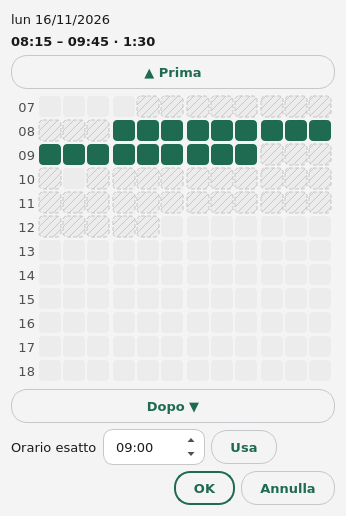 lun 16/11/2026
08:15 – 09:45 · 1:30
▲ Prima
07
08
09
10
11
12
13
14
15
16
17
18
Dopo ▼
Orario esatto 09:00 Usa
OK Annulla